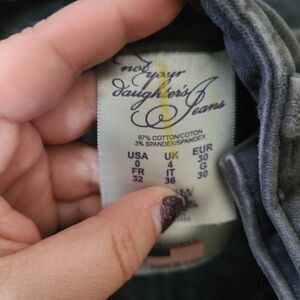 not your
daughter's
Jeans
97% COTTON/COTON
3% SPANDEX/SPANDEX
USA UK EUR
0 4 30
FR IT G
32 36 30